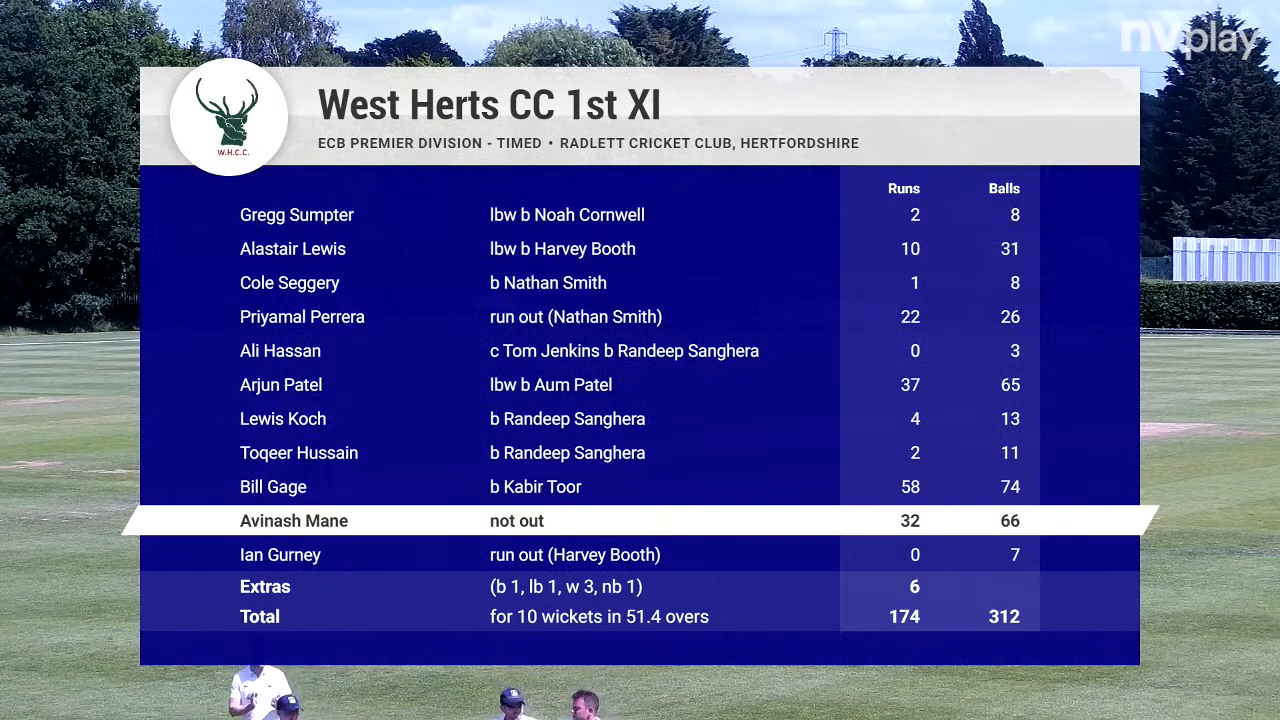 nvplay
West Herts CC 1st XI
W.H.C.C.
ECB PREMIER DIVISION - TIMED • RADLETT CRICKET CLUB, HERTFORDSHIRE
Runs Balls
Gregg Sumpter lbw b Noah Cornwell 2 8
Alastair Lewis lbw b Harvey Booth 10 31
Cole Seggery b Nathan Smith 1 8
Priyamal Perrera run out (Nathan Smith) 22 26
Ali Hassan c Tom Jenkins b Randeep Sanghera 0 3
Arjun Patel lbw b Aum Patel 37 65
Lewis Koch b Randeep Sanghera 4 13
Toqeer Hussain b Randeep Sanghera 2 11
Bill Gage b Kabir Toor 58 74
Avinash Mane not out 32 66
Ian Gurney run out (Harvey Booth) 0 7
Extras (b 1, lb 1, w 3, nb 1) 6
Total for 10 wickets in 51.4 overs 174 312